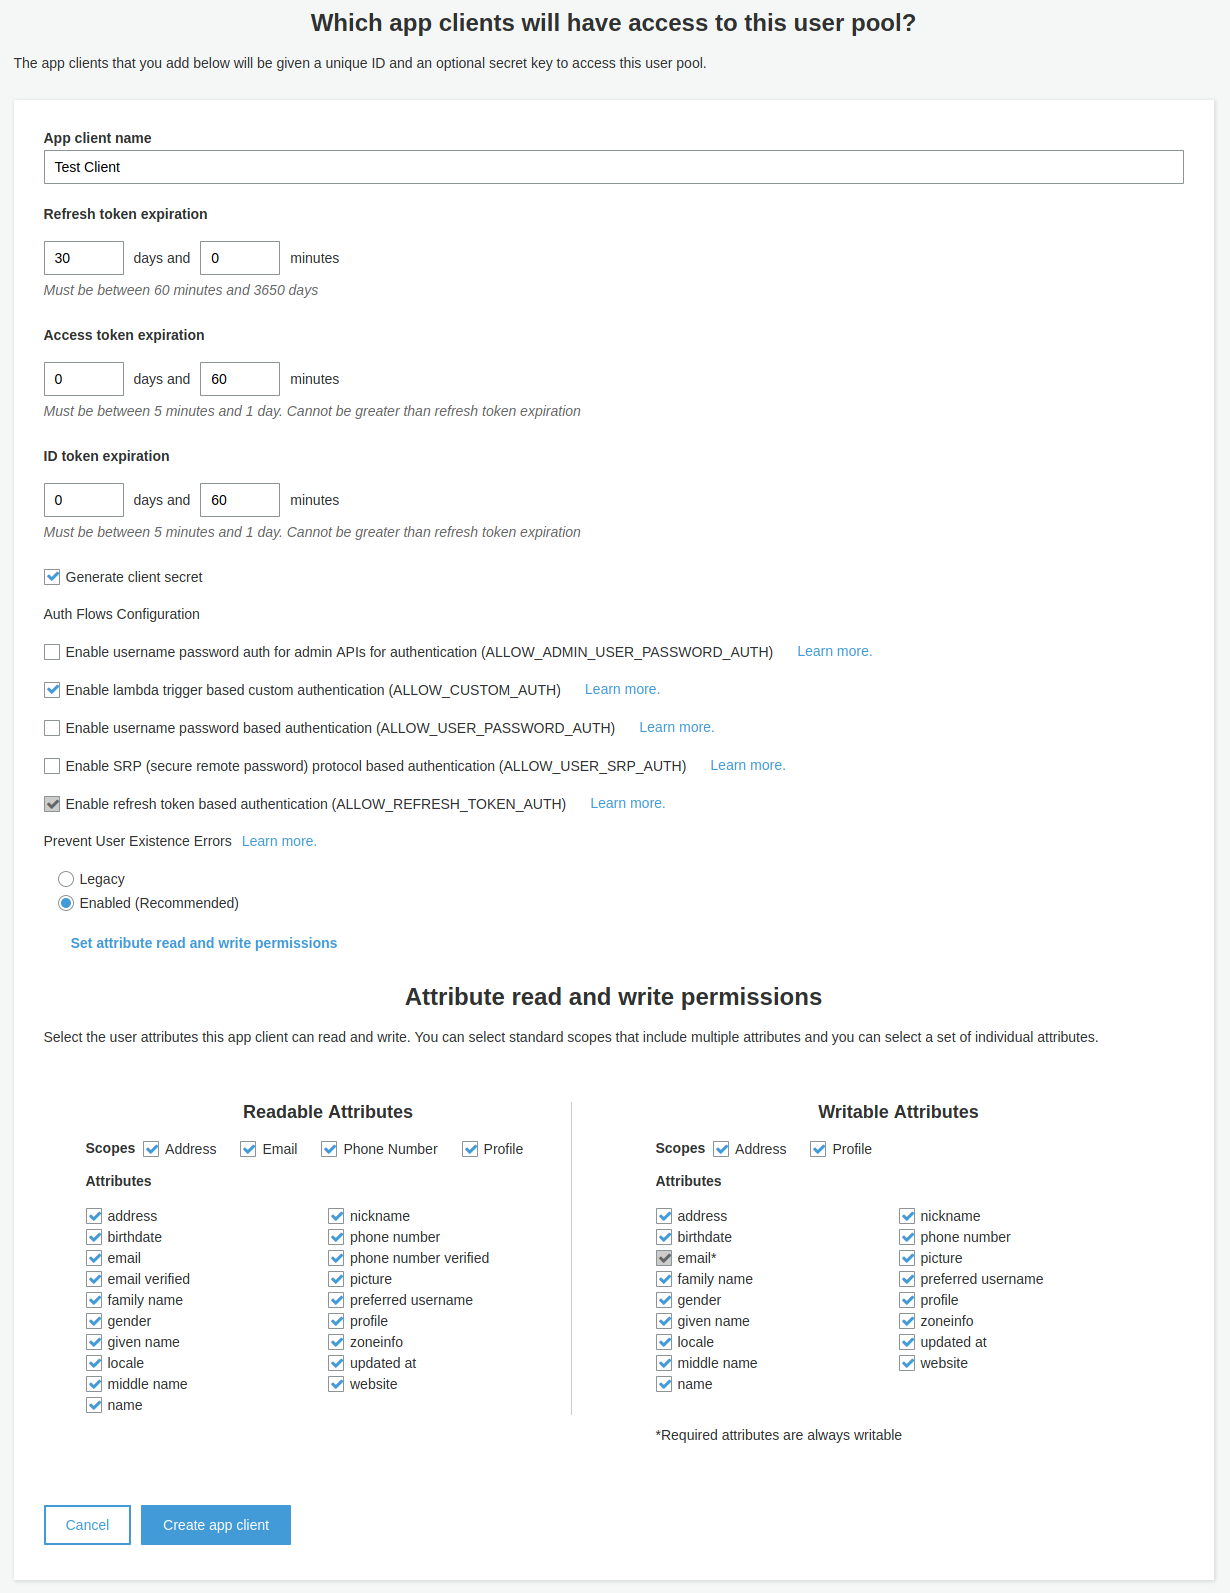 Which app clients will have access to this user pool?
The app clients that you add below will be given a unique ID and an optional secret key to access this user pool.
App client name
Test Client
Refresh token expiration
30 days and 0 minutes
Must be between 60 minutes and 3650 days
Access token expiration
0 days and 60 minutes
Must be between 5 minutes and 1 day. Cannot be greater than refresh token expiration
ID token expiration
0 days and 60 minutes
Must be between 5 minutes and 1 day. Cannot be greater than refresh token expiration
Generate client secret
Auth Flows Configuration
Enable username password auth for admin APIs for authentication (ALLOW_ADMIN_USER_PASSWORD_AUTH) Learn more.
Enable lambda trigger based custom authentication (ALLOW_CUSTOM_AUTH) Learn more.
Enable username password based authentication (ALLOW_USER_PASSWORD_AUTH) Learn more.
Enable SRP (secure remote password) protocol based authentication (ALLOW_USER_SRP_AUTH) Learn more.
Enable refresh token based authentication (ALLOW_REFRESH_TOKEN_AUTH) Learn more.
Prevent User Existence Errors Learn more.
Legacy
Enabled (Recommended)
Set attribute read and write permissions
Attribute read and write permissions
Select the user attributes this app client can read and write. You can select standard scopes that include multiple attributes and you can select a set of individual attributes.
Readable Attributes
Scopes Address Email Phone Number Profile
Attributes
address
birthdate
email
email verified
family name
gender
given name
locale
middle name
name
nickname
phone number
phone number verified
picture
preferred username
profile
zoneinfo
updated at
website
Writable Attributes
Scopes Address Profile
Attributes
address
birthdate
email*
family name
gender
given name
locale
middle name
name
nickname
phone number
picture
preferred username
profile
zoneinfo
updated at
website
*Required attributes are always writable
Cancel Create app client